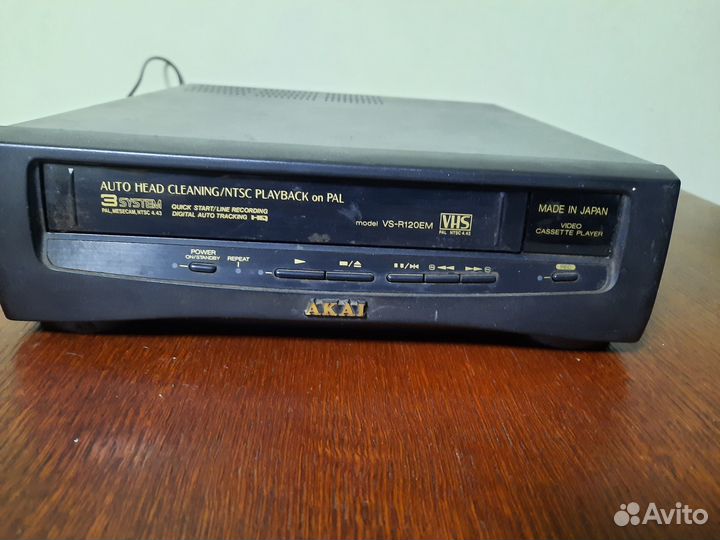 AUTO HEAD CLEANING/NTSC PLAYBACK on PAL
3 SYSTEM
PAL, MESECAM, NTSC 4.43
QUICK START/LINE RECORDING
DIGITAL AUTO TRACKING
model VS-R120EM
VHS
PAL NTSC 4.43
MADE IN JAPAN
VIDEO
CASSETTE PLAYER
POWER
ON/STANDBY
REPEAT
REC
AKAI
Avito